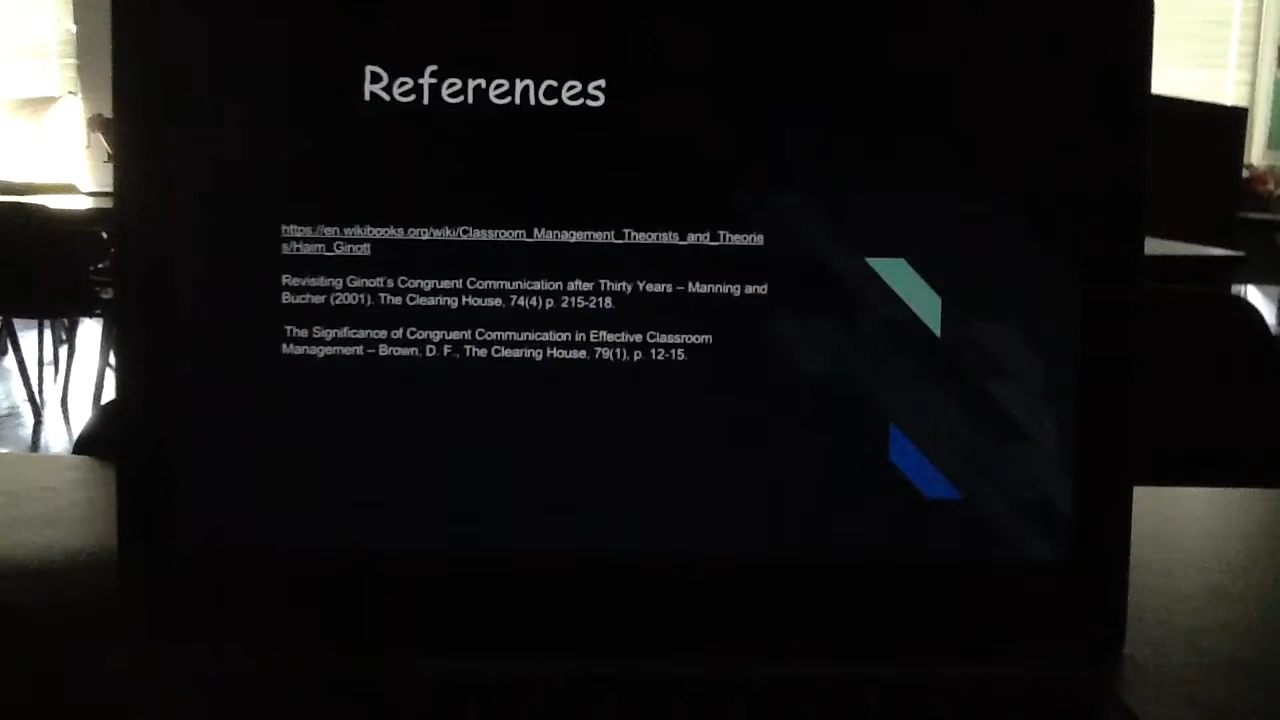 References
https://en.wikibooks.org/wiki/Classroom_Management_Theorists_and_Theorie
s/Haim_Ginott
Revisiting Ginott's Congruent Communication after Thirty Years – Manning and
Bucher (2001). The Clearing House, 74(4) p. 215-218.
The Significance of Congruent Communication in Effective Classroom
Management – Brown, D. F., The Clearing House, 79(1), p. 12-15.